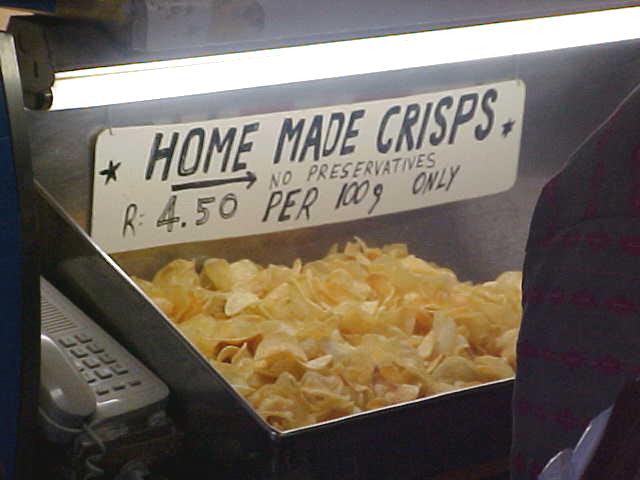 ★ HOME MADE CRISPS ★
→ NO PRESERVATIVES
R: 4.50 PER 100g ONLY